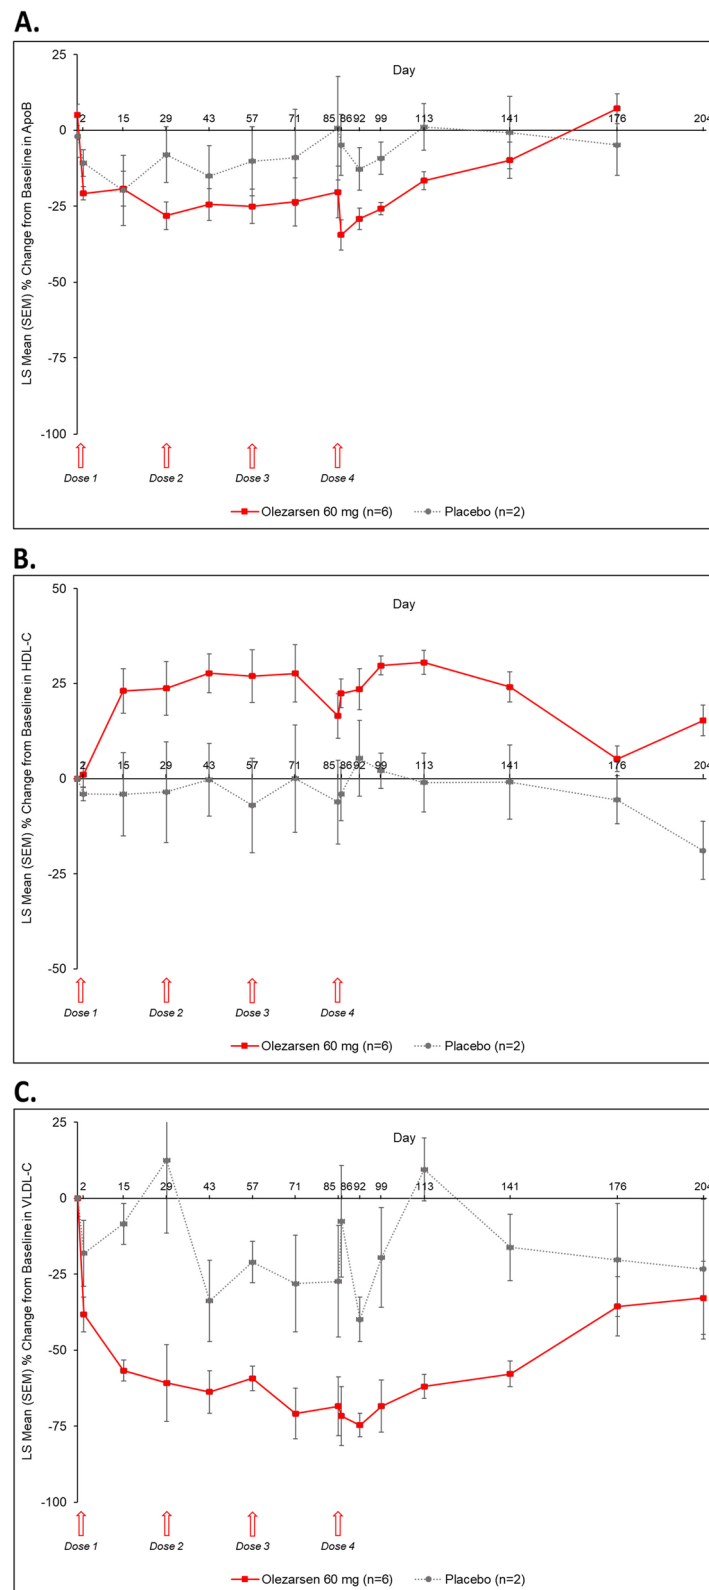 A.
LS Mean (SEM) % Change from Baseline in ApoB
25
Day
0
2 15 29 43 57 71 85 86 92 99 113 141 176 204
-25
-50
-75
-100
Dose 1 Dose 2 Dose 3 Dose 4
Olezarsen 60 mg (n=6) Placebo (n=2)
B.
LS Mean (SEM) % Change from Baseline in HDL-C
50
Day
25
0
2 15 29 43 57 71 85 86 92 99 113 141 176 204
-25
-50
Dose 1 Dose 2 Dose 3 Dose 4
Olezarsen 60 mg (n=6) Placebo (n=2)
C.
LS Mean (SEM) % Change from Baseline in VLDL-C
25
Day
0
2 15 29 43 57 71 85 86 92 99 113 141 176 204
-25
-50
-75
-100
Dose 1 Dose 2 Dose 3 Dose 4
Olezarsen 60 mg (n=6) Placebo (n=2)